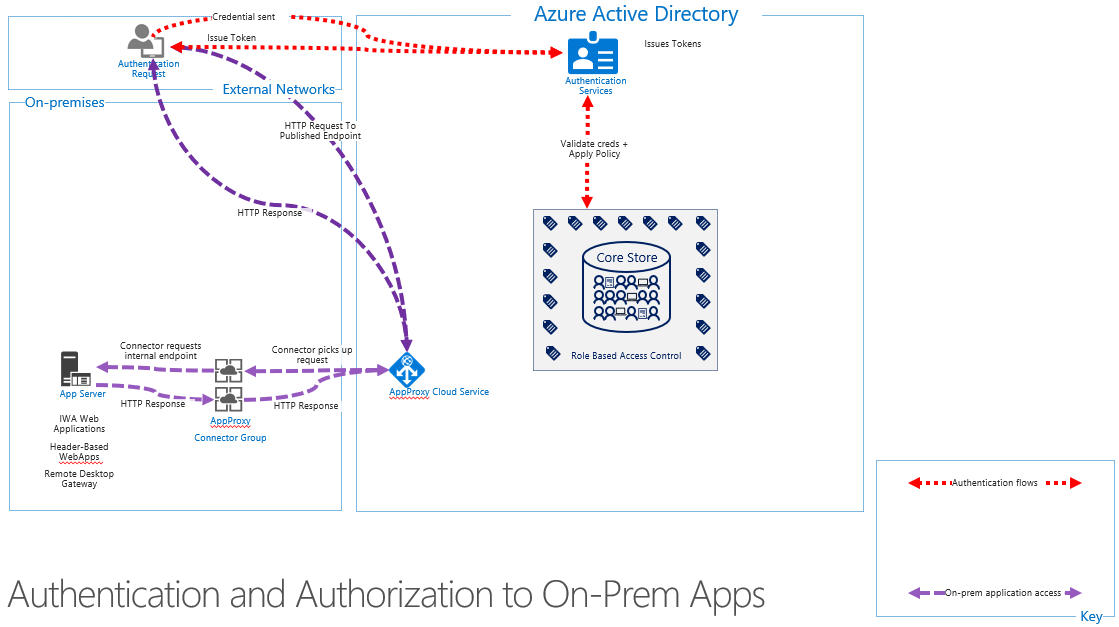 Azure Active Directory
Credential sent
Issue Token
Issues Tokens
Authentication
Request
External Networks
Authentication
Services
On-premises
HTTP Request To
Published Endpoint
Validate creds +
Apply Policy
HTTP Response
Core Store
Role Based Access Control
Connector requests
internal endpoint
Connector picks up
request
App Server
HTTP Response
HTTP Response
AppProxy Cloud Service
AppProxy
Connector Group
IWA Web
Applications
Header-Based
WebApps
Remote Desktop
Gateway
Authentication flows
On-prem application access
Key
Authentication and Authorization to On-Prem Apps